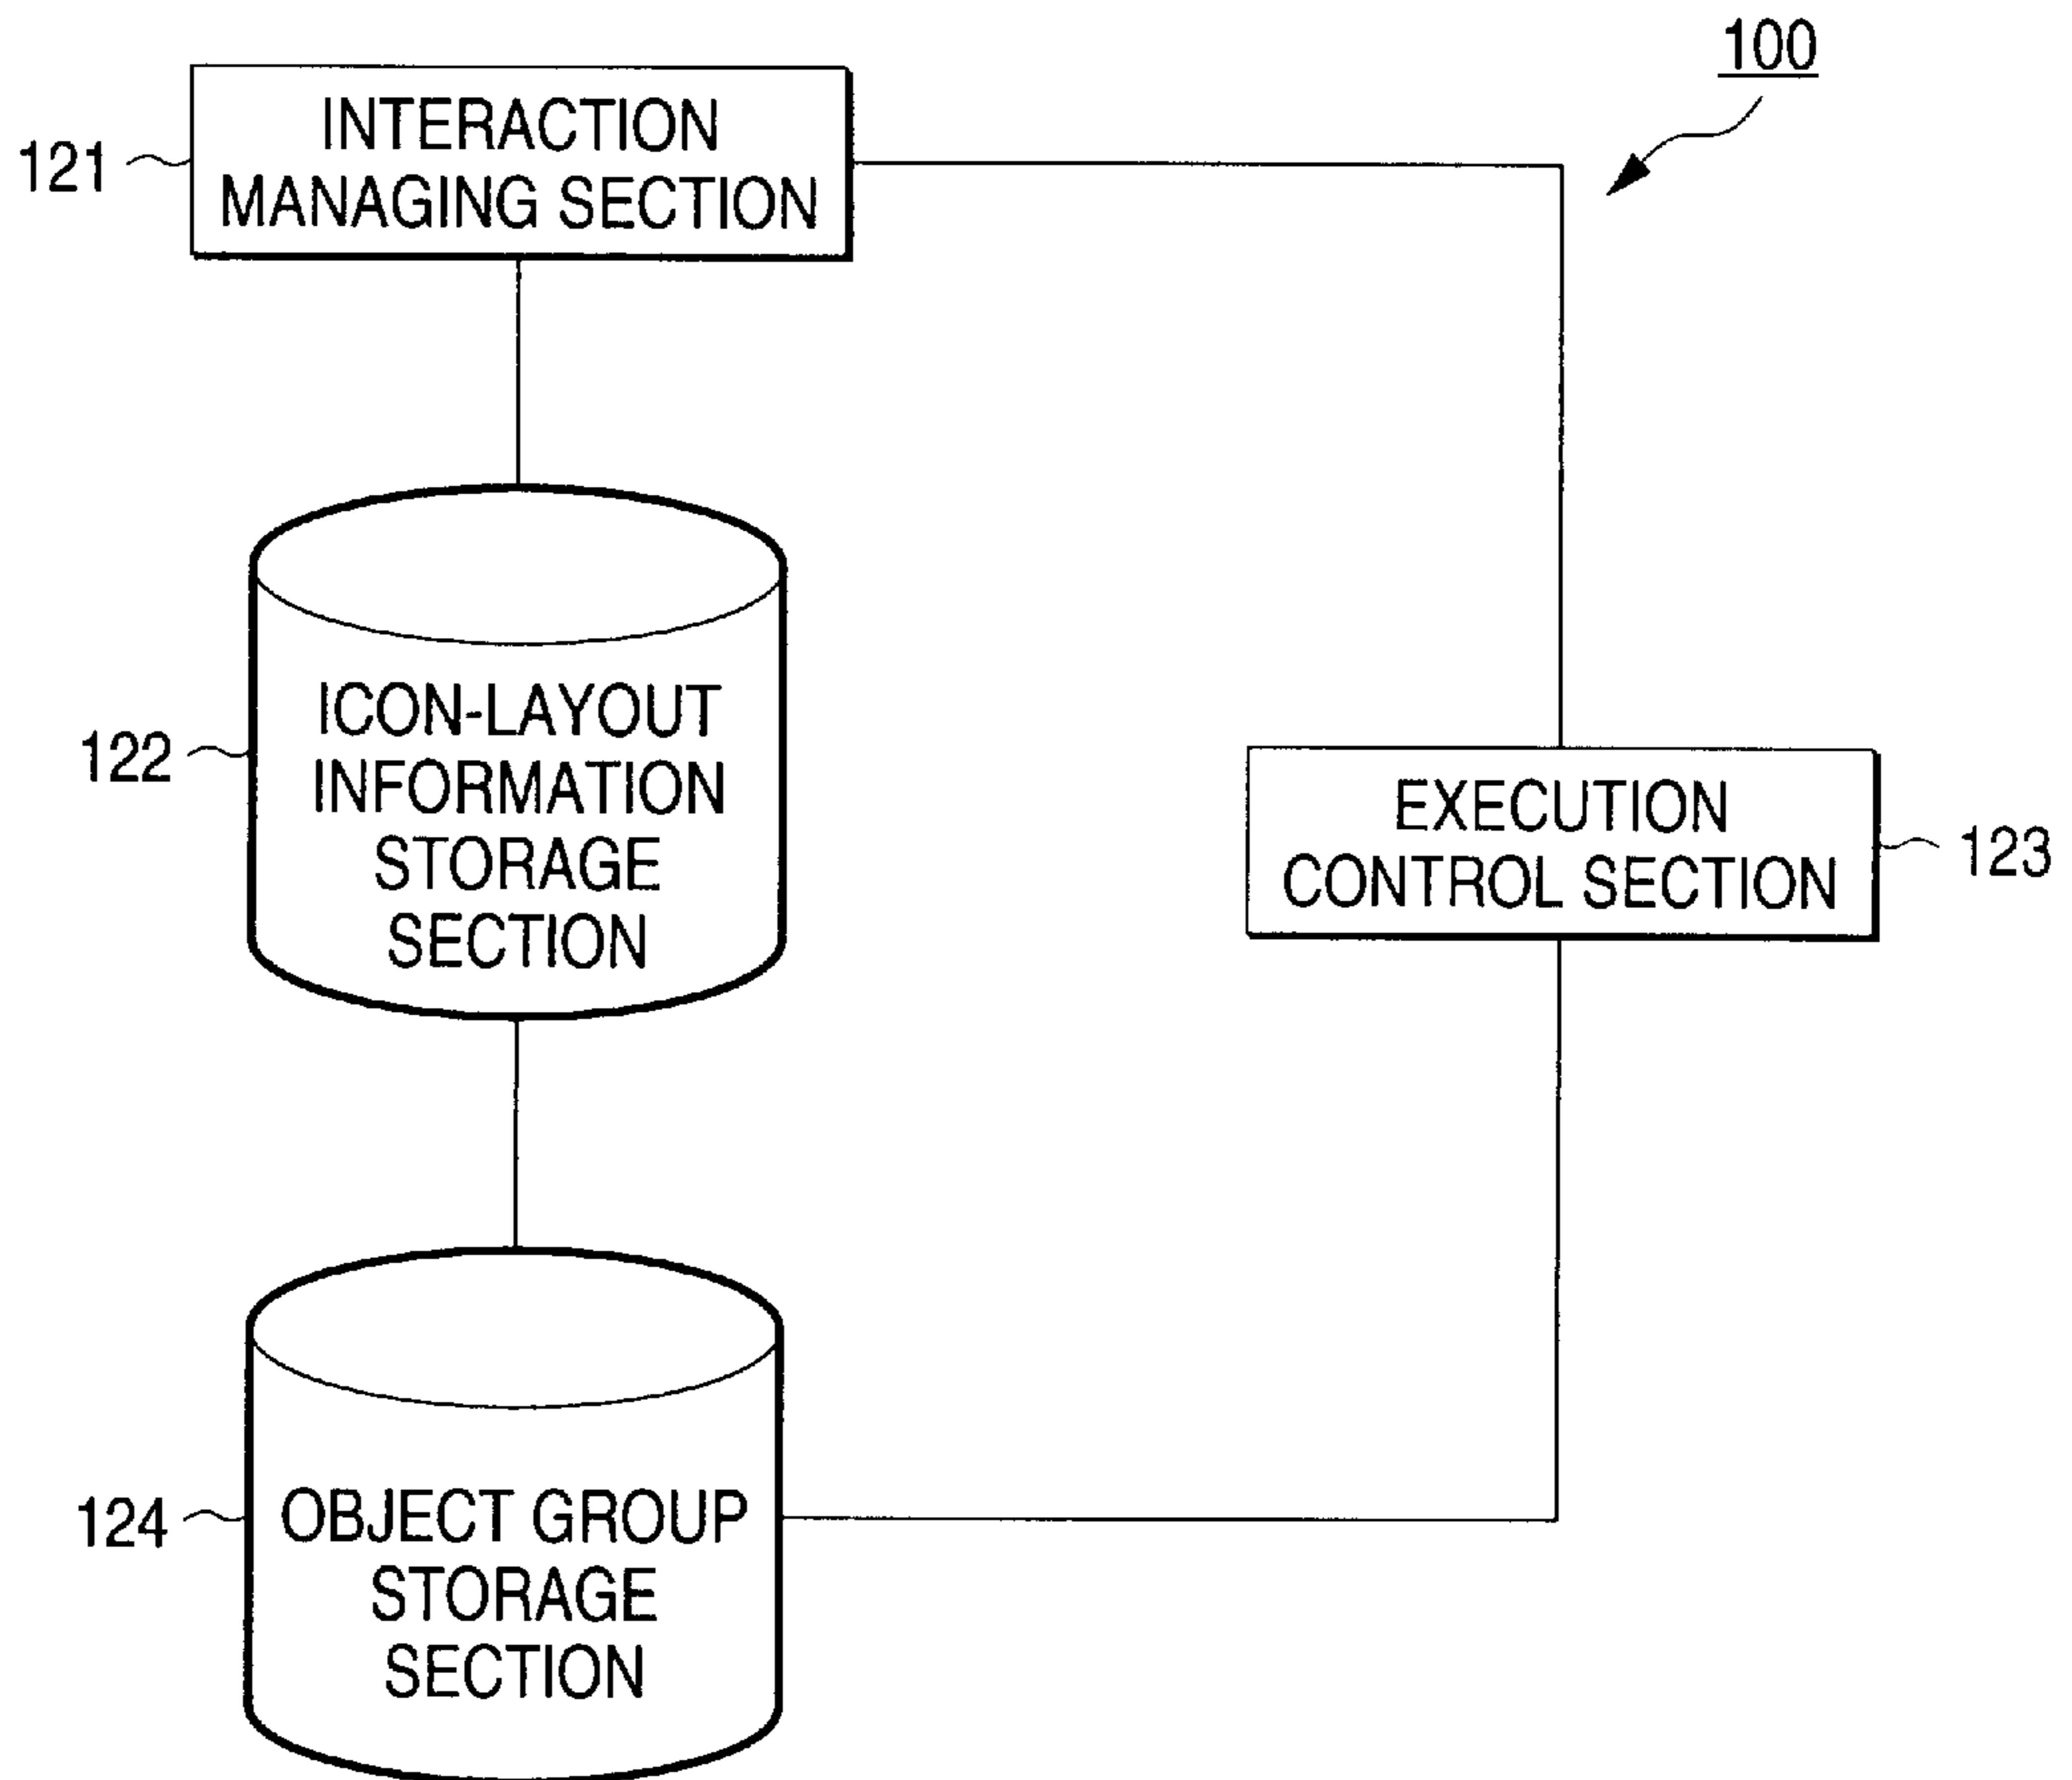 100
INTERACTION
MANAGING SECTION
121
ICON-LAYOUT
INFORMATION
STORAGE
SECTION
122
EXECUTION
CONTROL SECTION
123
OBJECT GROUP
STORAGE
SECTION
124